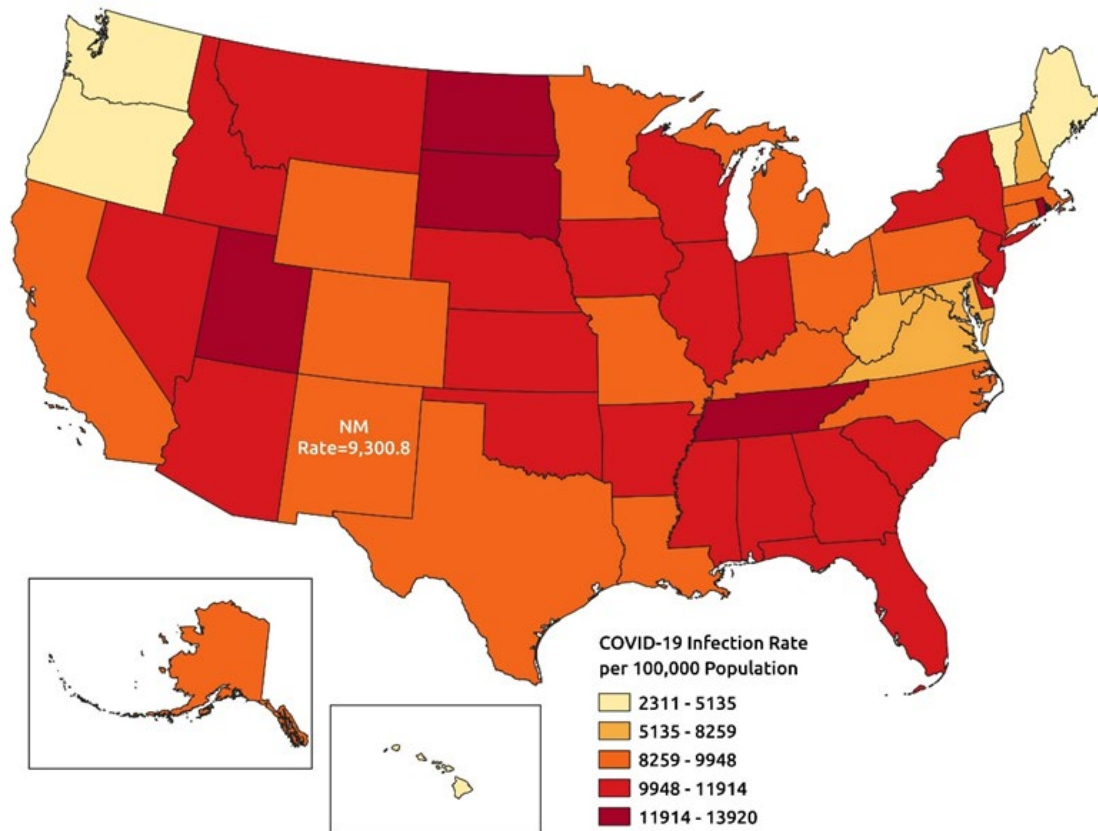 NM
Rate=9,300.8
COVID-19 Infection Rate
per 100,000 Population
2311 - 5135
5135 - 8259
8259 - 9948
9948 - 11914
11914 - 13920